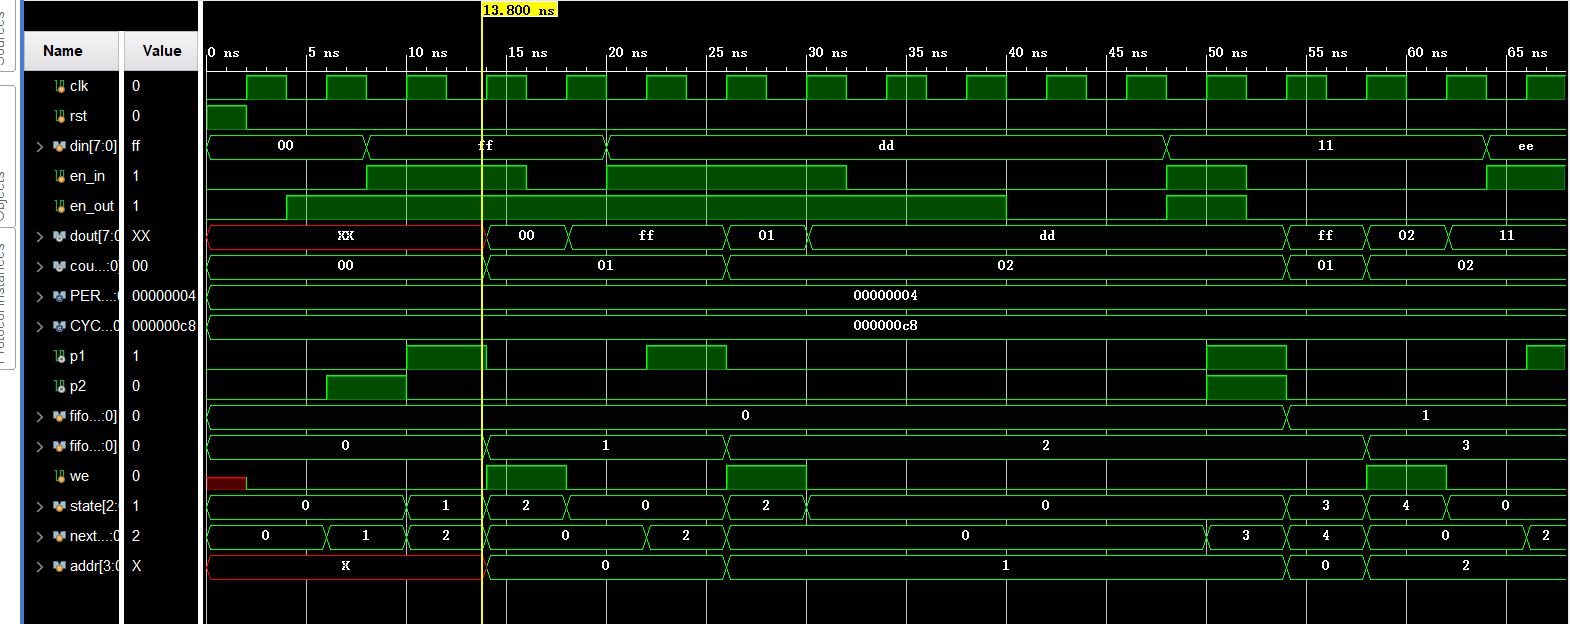 13.800 ns
Name Value 0 ns 5 ns 10 ns 15 ns 20 ns 25 ns 30 ns 35 ns 40 ns 45 ns 50 ns 55 ns 60 ns 65 ns
clk 0
rst 0
din[7:0] ff 00 ff dd 11 ee
en_in 1
en_out 1
dout[7:0 XX XX 00 ff 01 dd ff 02 11
cou...:0] 00 00 01 02 01 02
PER...:0 00000004 00000004
CYC...0 000000c8 000000c8
p1 1
p2 0
fifo...:0] 0 0 1
fifo...:0] 0 0 1 2 3
we 0
state[2: 1 0 1 2 0 2 0 3 4 0
next...:0 2 0 1 2 0 2 0 3 4 0 2
addr[3:0 X X 0 1 0 2
Sources
Objects
Protocol Instances